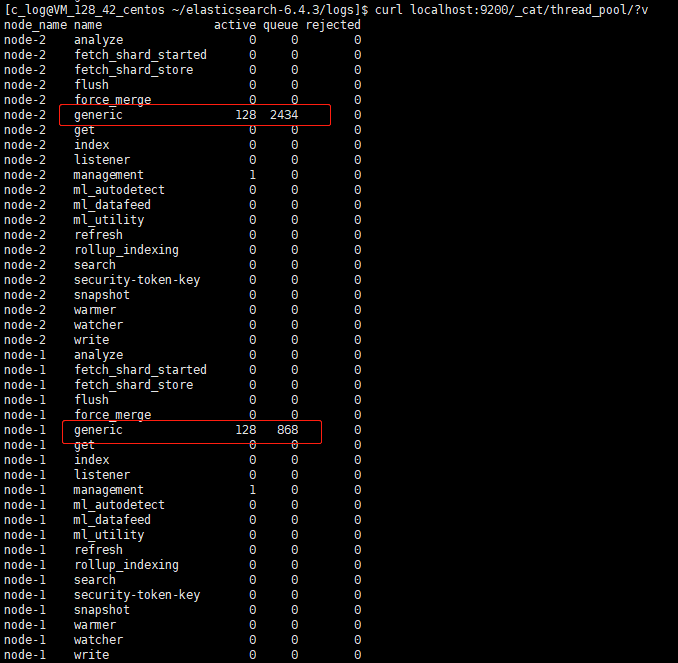 [c_log@VM_128_42_centos ~/elasticsearch-6.4.3/logs]$ curl localhost:9200/_cat/thread_pool/?v
node_name name active queue rejected
node-2 analyze 0 0 0
node-2 fetch_shard_started 0 0 0
node-2 fetch_shard_store 0 0 0
node-2 flush 0 0 0
node-2 force_merge 0 0 0
node-2 generic 128 2434 0
node-2 get 0 0 0
node-2 index 0 0 0
node-2 listener 0 0 0
node-2 management 1 0 0
node-2 ml_autodetect 0 0 0
node-2 ml_datafeed 0 0 0
node-2 ml_utility 0 0 0
node-2 refresh 0 0 0
node-2 rollup_indexing 0 0 0
node-2 search 0 0 0
node-2 security-token-key 0 0 0
node-2 snapshot 0 0 0
node-2 warmer 0 0 0
node-2 watcher 0 0 0
node-2 write 0 0 0
node-1 analyze 0 0 0
node-1 fetch_shard_started 0 0 0
node-1 fetch_shard_store 0 0 0
node-1 flush 0 0 0
node-1 force_merge 0 0 0
node-1 generic 128 868 0
node-1 get 0 0 0
node-1 index 0 0 0
node-1 listener 0 0 0
node-1 management 1 0 0
node-1 ml_autodetect 0 0 0
node-1 ml_datafeed 0 0 0
node-1 ml_utility 0 0 0
node-1 refresh 0 0 0
node-1 rollup_indexing 0 0 0
node-1 search 0 0 0
node-1 security-token-key 0 0 0
node-1 snapshot 0 0 0
node-1 warmer 0 0 0
node-1 watcher 0 0 0
node-1 write 0 0 0